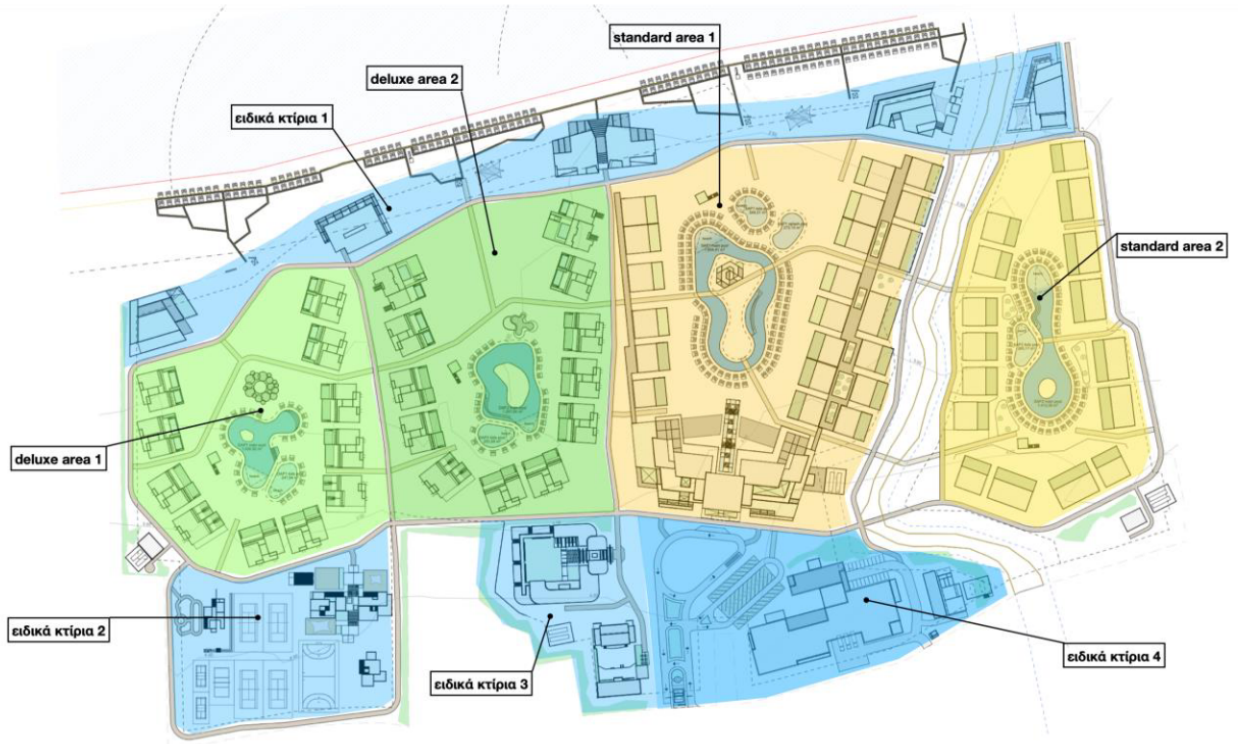 standard area 1
deluxe area 2
ειδικά κτίρια 1
standard area 2
deluxe area 1
ειδικά κτίρια 2
ειδικά κτίρια 3
ειδικά κτίρια 4